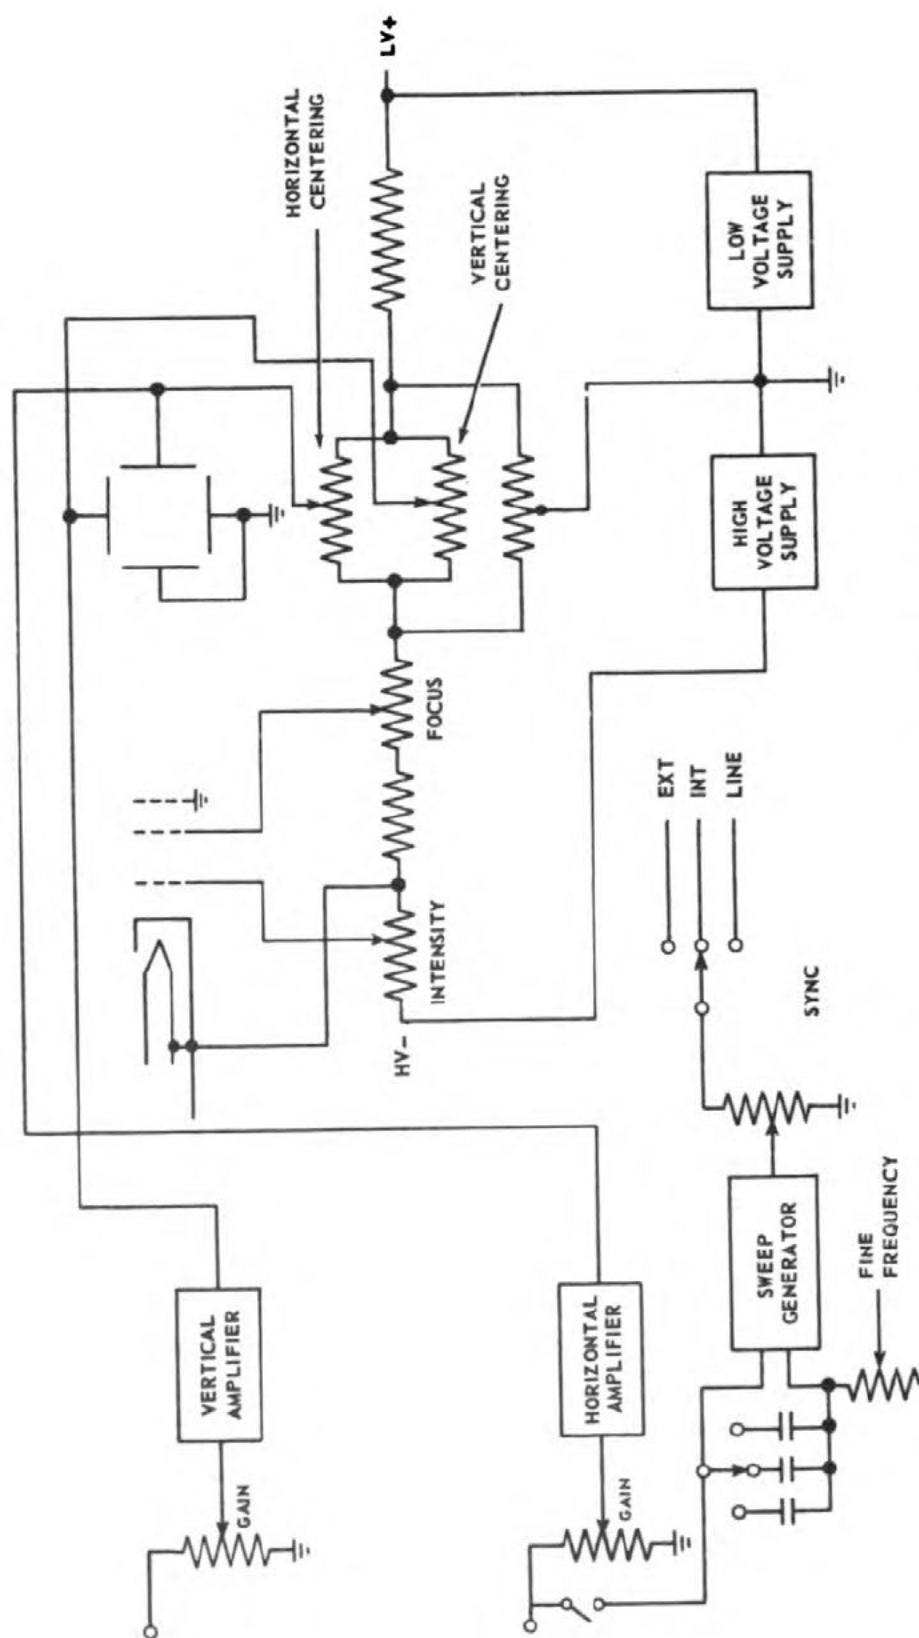 VERTICAL
AMPLIFIER
GAIN
HORIZONTAL
AMPLIFIER
GAIN
SWEEP
GENERATOR
FINE
FREQUENCY
SYNC
EXT
INT
LINE
HV-
INTENSITY
FOCUS
HORIZONTAL
CENTERING
VERTICAL
CENTERING
LV+
HIGH
VOLTAGE
SUPPLY
LOW
VOLTAGE
SUPPLY